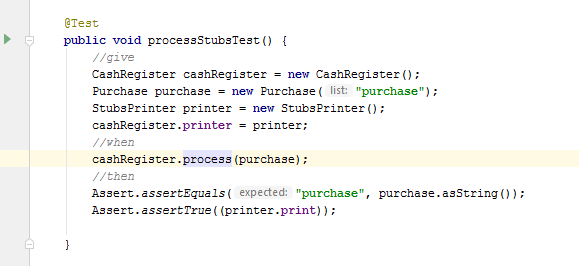 @Test
public void processStubsTest() {
//give
CashRegister cashRegister = new CashRegister();
Purchase purchase = new Purchase( list: "purchase");
StubsPrinter printer = new StubsPrinter();
cashRegister.printer = printer;
//when
cashRegister.process(purchase);
//then
Assert.assertEquals( expected: "purchase", purchase.asString());
Assert.assertTrue((printer.print));
}